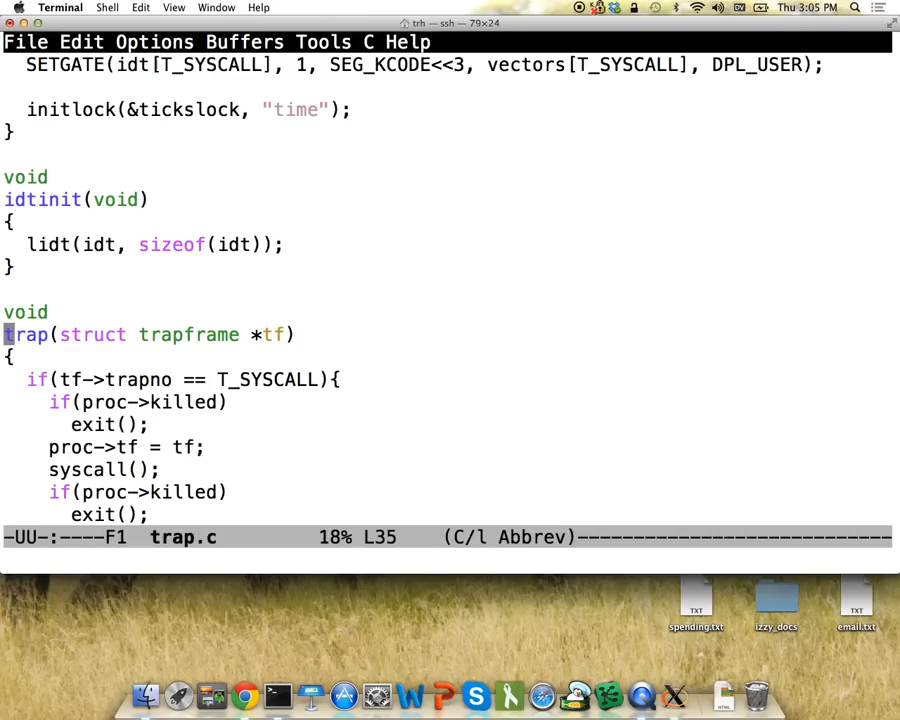 Terminal Shell Edit View Window Help Thu 3:05 PM
trh — ssh — 79×24
File Edit Options Buffers Tools C Help
SETGATE(idt[T_SYSCALL], 1, SEG_KCODE<<3, vectors[T_SYSCALL], DPL_USER);
initlock(&tickslock, "time");
}
void
idtinit(void)
{
lidt(idt, sizeof(idt));
}
void
trap(struct trapframe *tf)
{
if(tf->trapno == T_SYSCALL){
if(proc->killed)
exit();
proc->tf = tf;
syscall();
if(proc->killed)
exit();
-UU-:----F1 trap.c 18% L35 (C/l Abbrev)----------------------------
TXT TXT
spending.txt izzy_docs email.txt
HTML